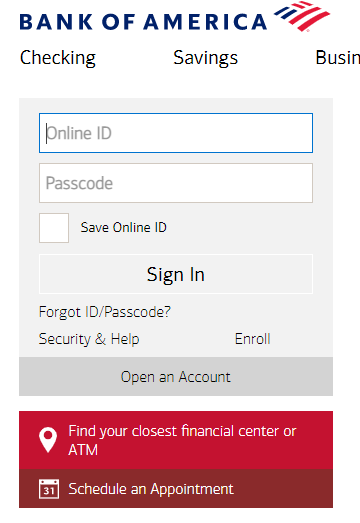 BANK OF AMERICA
Checking Savings Busin
Online ID
Passcode
Save Online ID
Sign In
Forgot ID/Passcode?
Security & Help Enroll
Open an Account
Find your closest financial center or
ATM
31 Schedule an Appointment